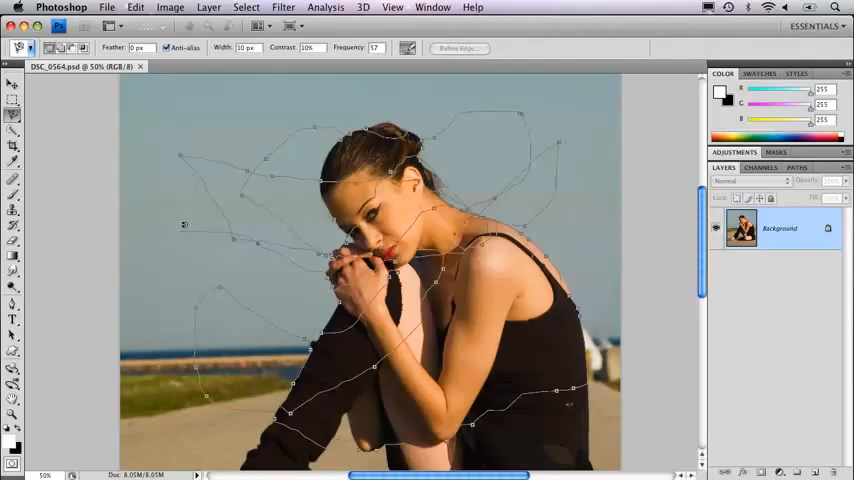 Photoshop File Edit Image Layer Select Filter Analysis 3D View Window Help
Ps ESSENTIALS
Feather: 0 px Anti-alias Width: 10 px Contrast: 10% Frequency: 57 Refine Edge...
DSC_0564.psd @ 50% (RGB/8)
COLOR SWATCHES STYLES
R 255
G 255
B 255
ADJUSTMENTS MASKS
LAYERS CHANNELS PATHS
Normal Opacity:
Lock: Fill:
Background
T
50% Doc: 8.05M/8.05M